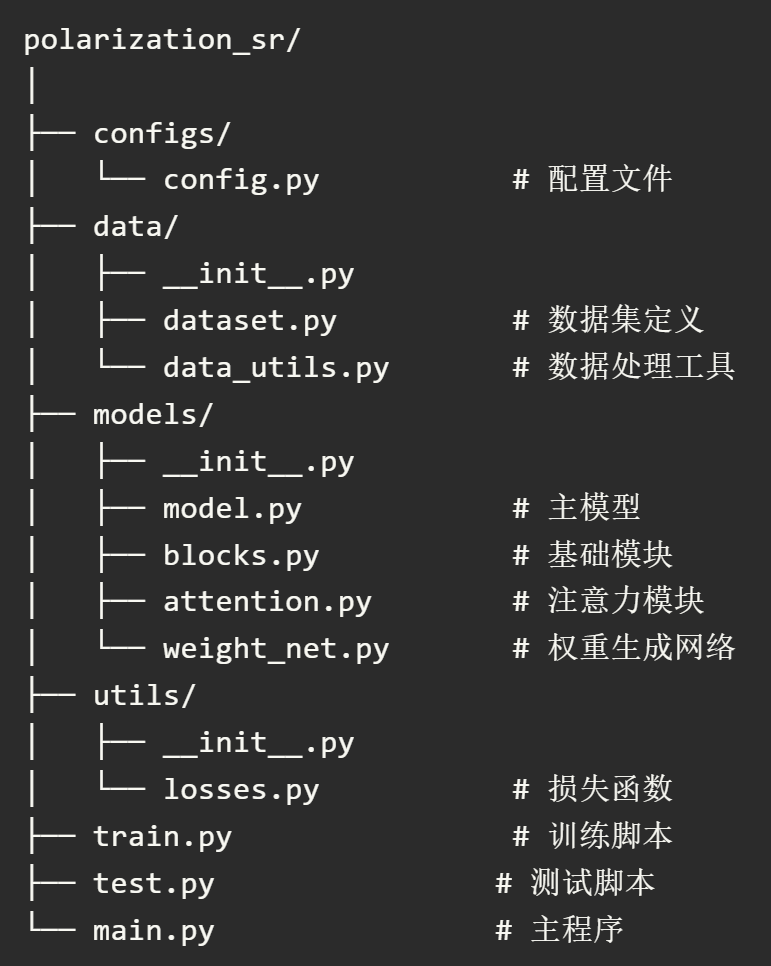 polarization_sr/
│
├── configs/
│   └── config.py           # 配置文件
├── data/
│   ├── __init__.py
│   ├── dataset.py          # 数据集定义
│   └── data_utils.py       # 数据处理工具
├── models/
│   ├── __init__.py
│   ├── model.py            # 主模型
│   ├── blocks.py           # 基础模块
│   ├── attention.py        # 注意力模块
│   └── weight_net.py       # 权重生成网络
├── utils/
│   ├── __init__.py
│   └── losses.py           # 损失函数
├── train.py                # 训练脚本
├── test.py                # 测试脚本
└── main.py                # 主程序